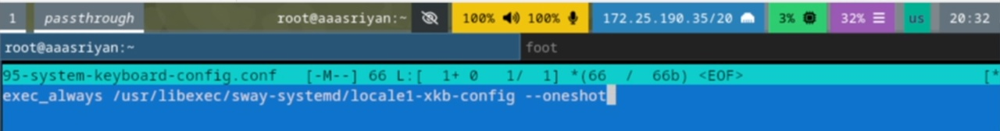 1 passthrough root@aaasriyan:~ 100% 100% 172.25.190.35/20 3% 32% us 20:32
root@aaasriyan:~ foot
95-system-keyboard-config.conf [-M--] 66 L:[ 1+ 0 1/ 1] *(66 / 66b) <EOF> [*
exec_always /usr/libexec/sway-systemd/locale1-xkb-config --oneshot